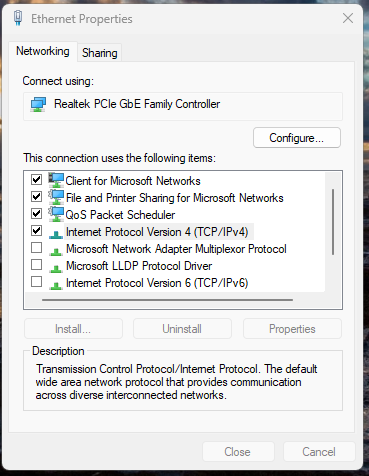 Ethernet Properties
Networking
Sharing
Connect using:
Realtek PCIe GbE Family Controller
Configure...
This connection uses the following items:
Client for Microsoft Networks
File and Printer Sharing for Microsoft Networks
QoS Packet Scheduler
Internet Protocol Version 4 (TCP/IPv4)
Microsoft Network Adapter Multiplexor Protocol
Microsoft LLDP Protocol Driver
Internet Protocol Version 6 (TCP/IPv6)
Install...
Uninstall
Properties
Description
Transmission Control Protocol/Internet Protocol. The default
wide area network protocol that provides communication
across diverse interconnected networks.
Close
Cancel